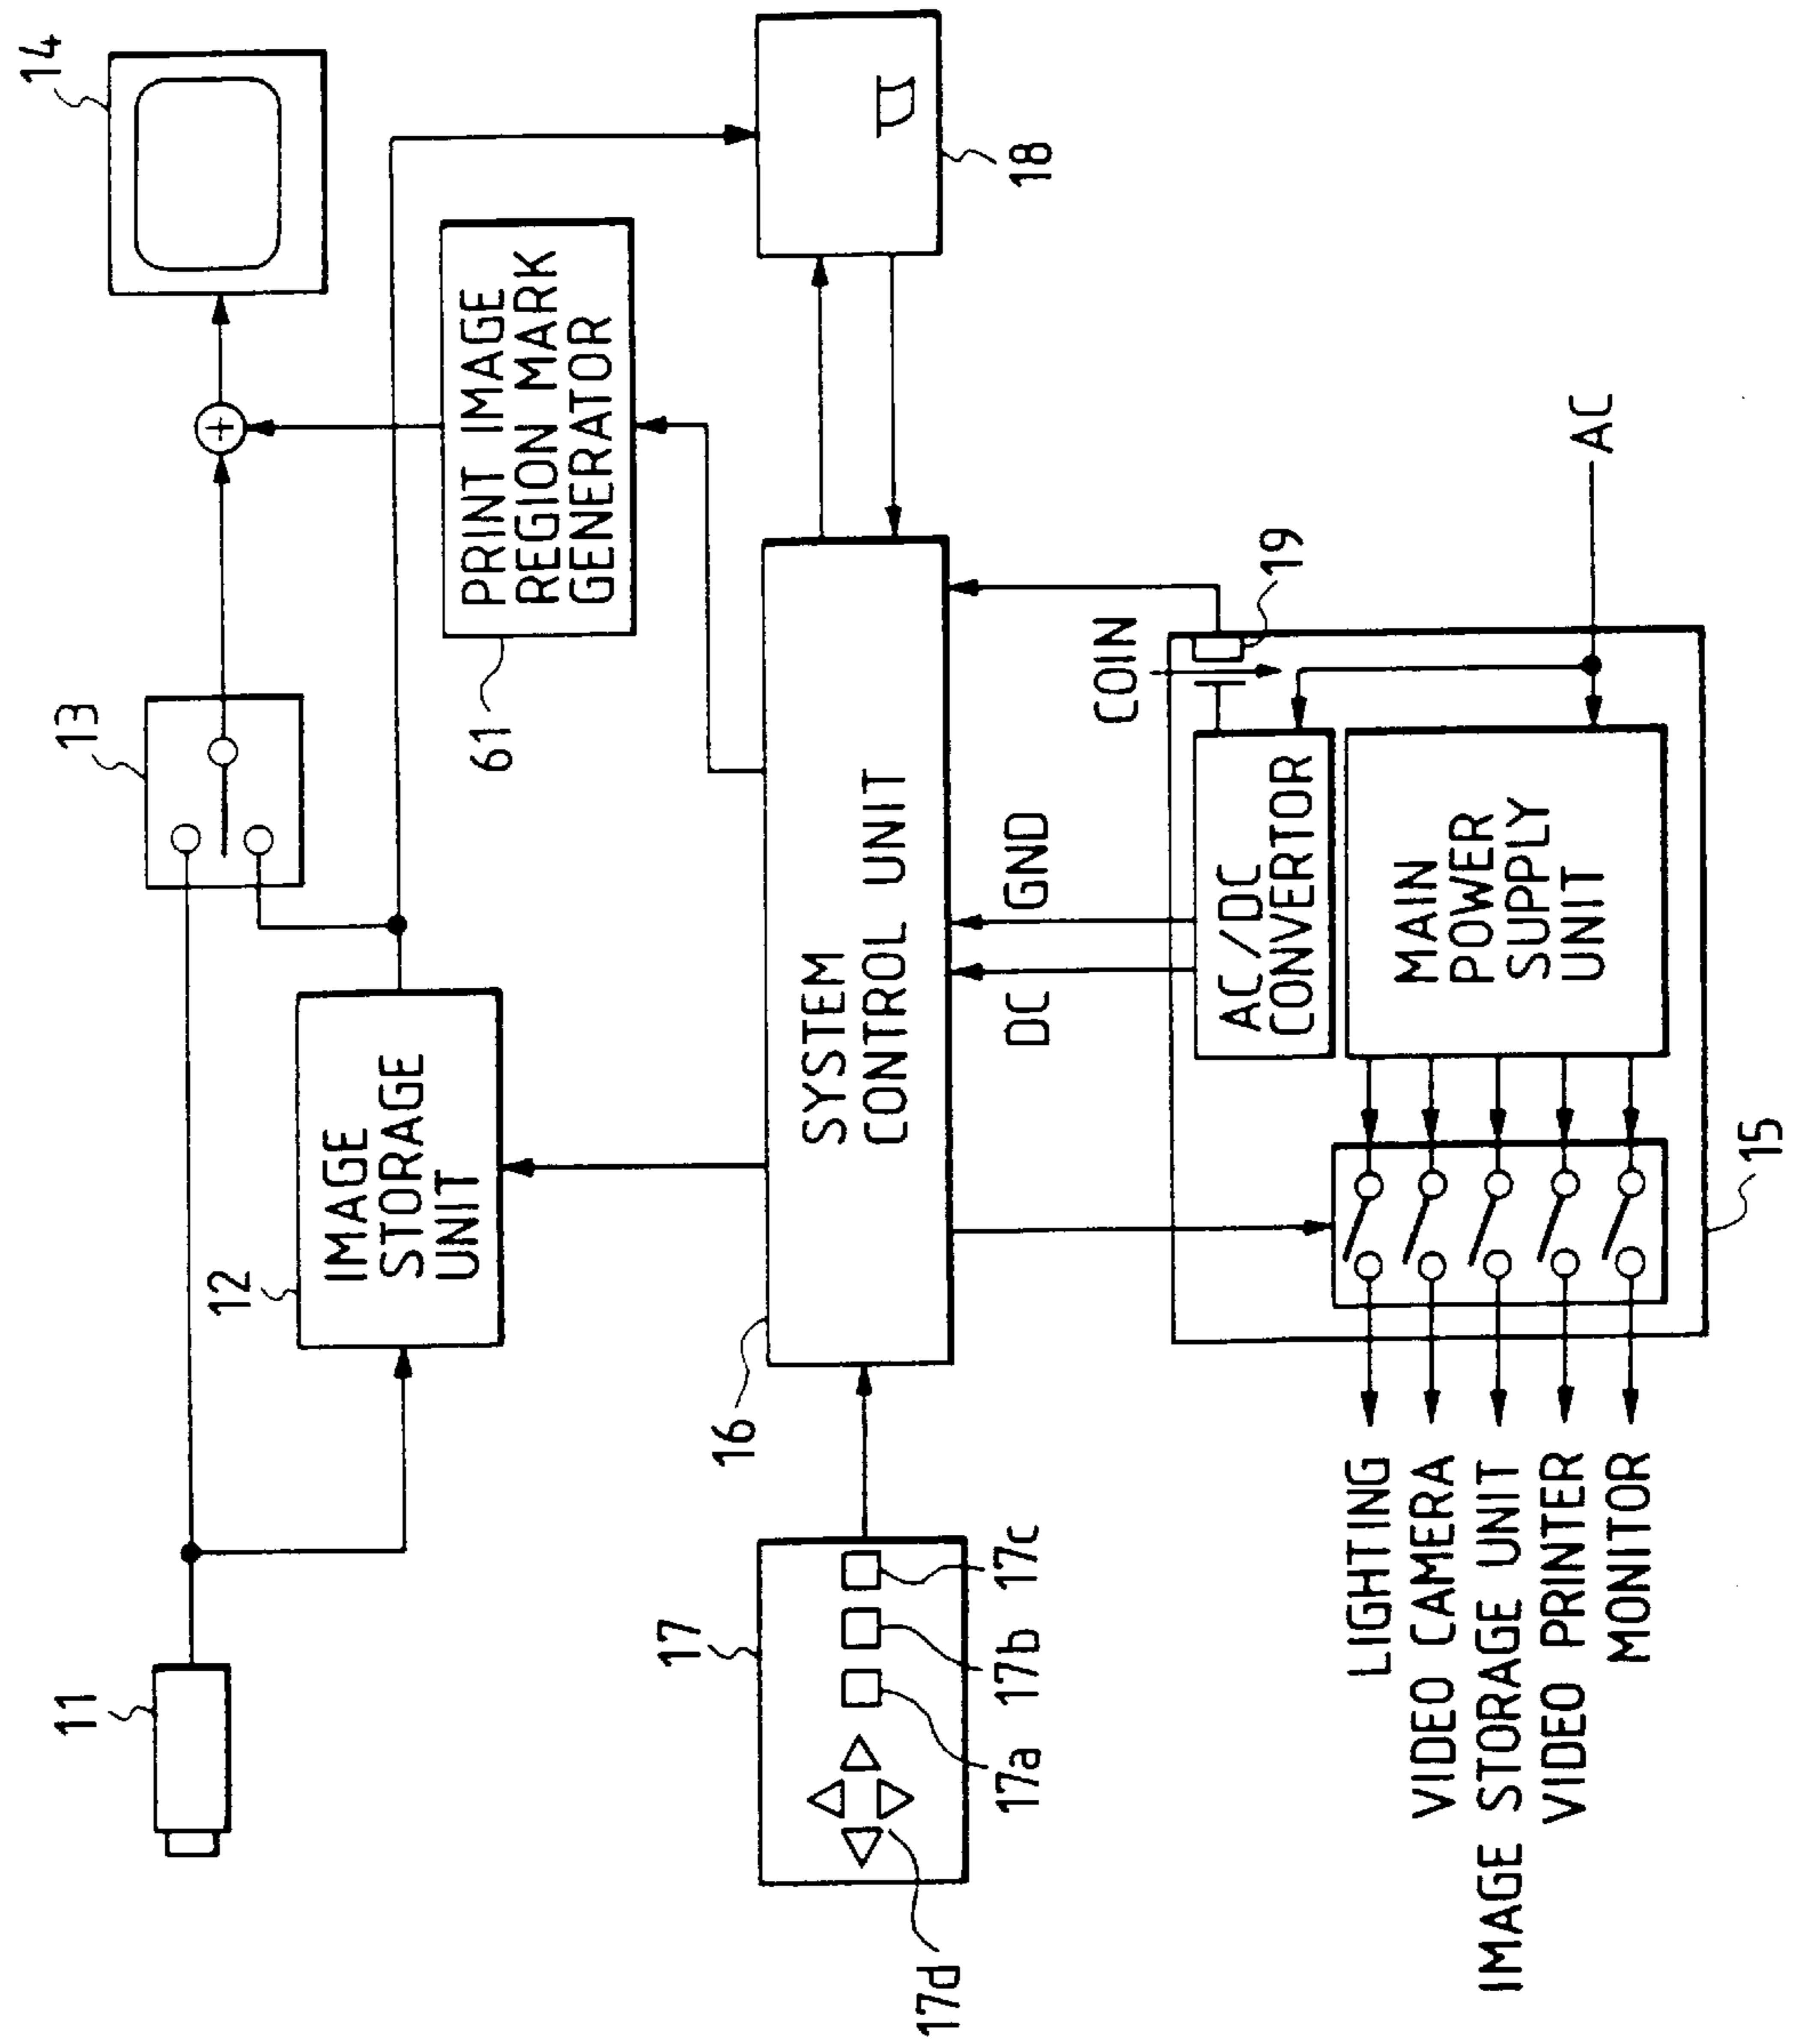 11
12
13
14
IMAGE
STORAGE
UNIT
61
PRINT IMAGE
REGION MARK
GENERATOR
16
SYSTEM
CONTROL UNIT
17
17d
17a
17b
17c
18
DC
GND
COIN
19
AC
AC/DC
CONVERTOR
MAIN
POWER
SUPPLY
UNIT
15
LIGHTING
VIDEO CAMERA
IMAGE STORAGE UNIT
VIDEO PRINTER
MONITOR